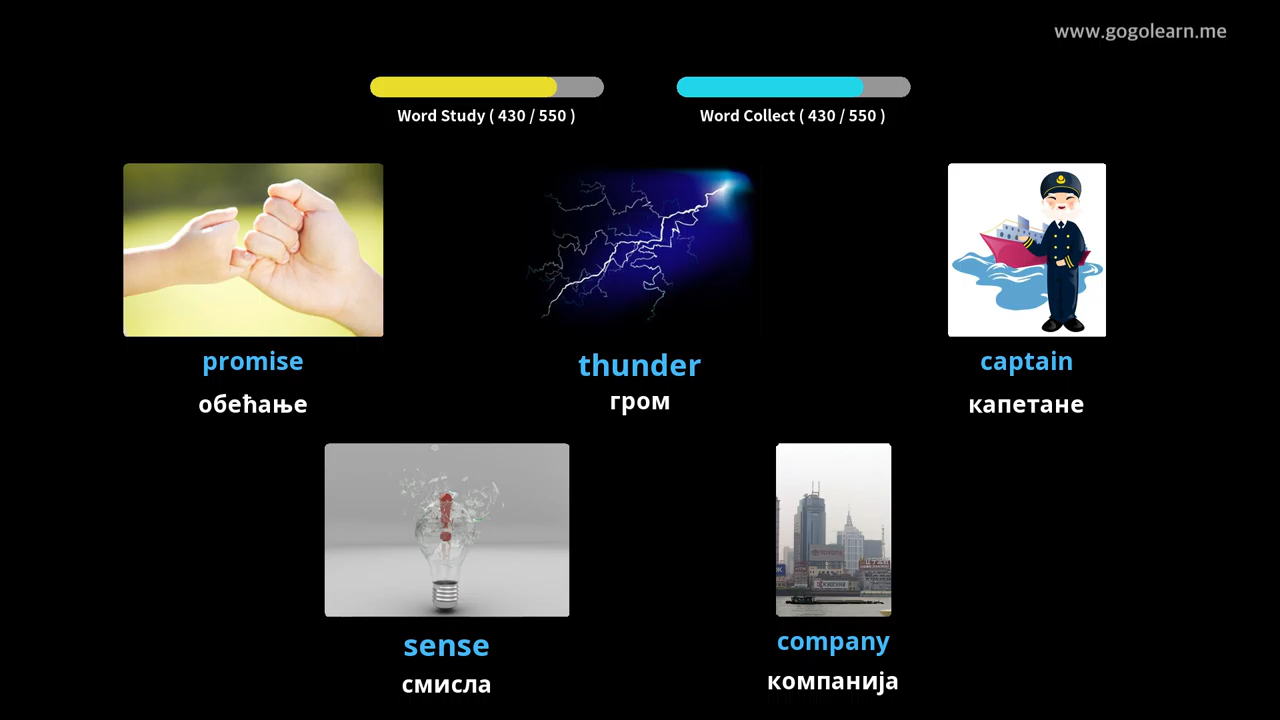 www.gogolearn.me
Word Study ( 430 / 550 )
Word Collect ( 430 / 550 )
promise
thunder
captain
обећање
гром
капетане
sense
company
смисла
компанија